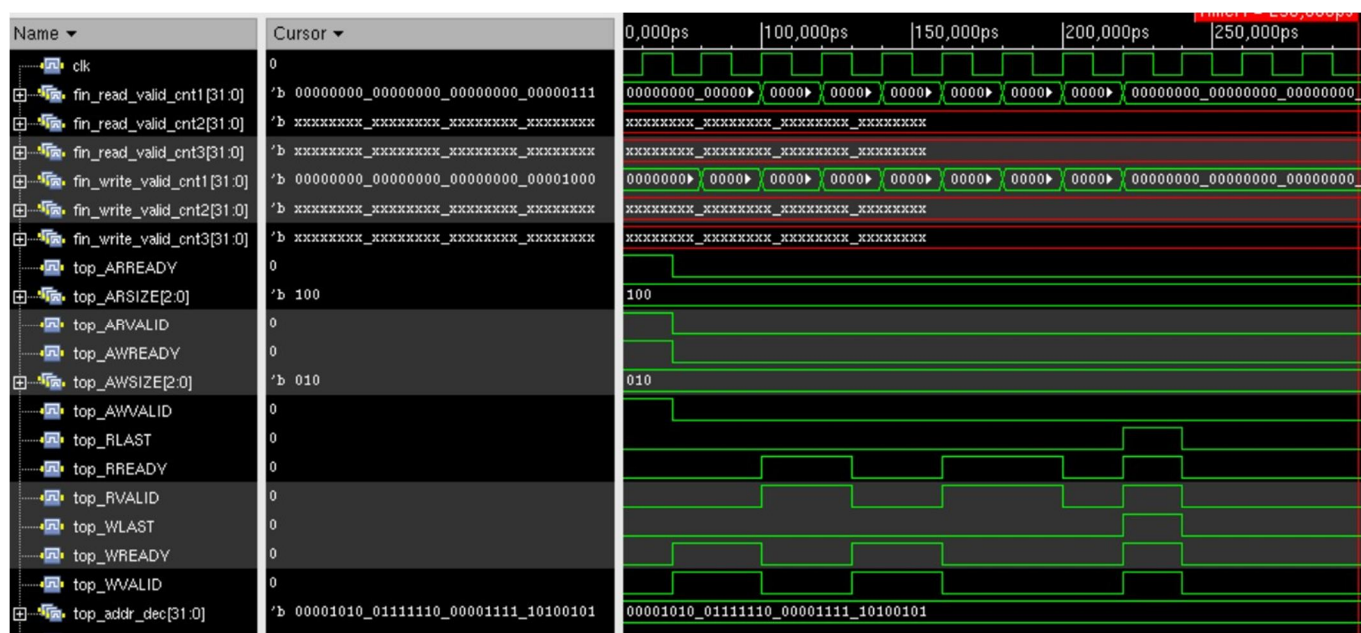 Name Cursor 0,000ps 100,000ps 150,000ps 200,000ps 250,000ps
clk 0
fin_read_valid_cnt1[31:0] 'b 00000000_00000000_00000000_00000111 00000000_00000 0000 0000 0000 0000 0000 0000 00000000_00000000_00000000_
fin_read_valid_cnt2[31:0] 'b xxxxxxxx_xxxxxxxx_xxxxxxxx_xxxxxxxx xxxxxxxx_xxxxxxxx_xxxxxxxx_xxxxxxxx
fin_read_valid_cnt3[31:0] 'b xxxxxxxx_xxxxxxxx_xxxxxxxx_xxxxxxxx xxxxxxxx_xxxxxxxx_xxxxxxxx_xxxxxxxx
fin_write_valid_cnt1[31:0] 'b 00000000_00000000_00000000_00001000 0000000 0000 0000 0000 0000 0000 0000 0000 00000000_00000000_00000000_
fin_write_valid_cnt2[31:0] 'b xxxxxxxx_xxxxxxxx_xxxxxxxx_xxxxxxxx xxxxxxxx_xxxxxxxx_xxxxxxxx_xxxxxxxx
fin_write_valid_cnt3[31:0] 'b xxxxxxxx_xxxxxxxx_xxxxxxxx_xxxxxxxx xxxxxxxx_xxxxxxxx_xxxxxxxx_xxxxxxxx
top_ARREADY 0
top_ARSIZE[2:0] 'b 100 100
top_ARVALID 0
top_AWREADY 0
top_AWSIZE[2:0] 'b 010 010
top_AWVALID 0
top_RLAST 0
top_RREADY 0
top_RVALID 0
top_WLAST 0
top_WREADY 0
top_WVALID 0
top_addr_dec[31:0] 'b 00001010_01111110_00001111_10100101 00001010_01111110_00001111_10100101